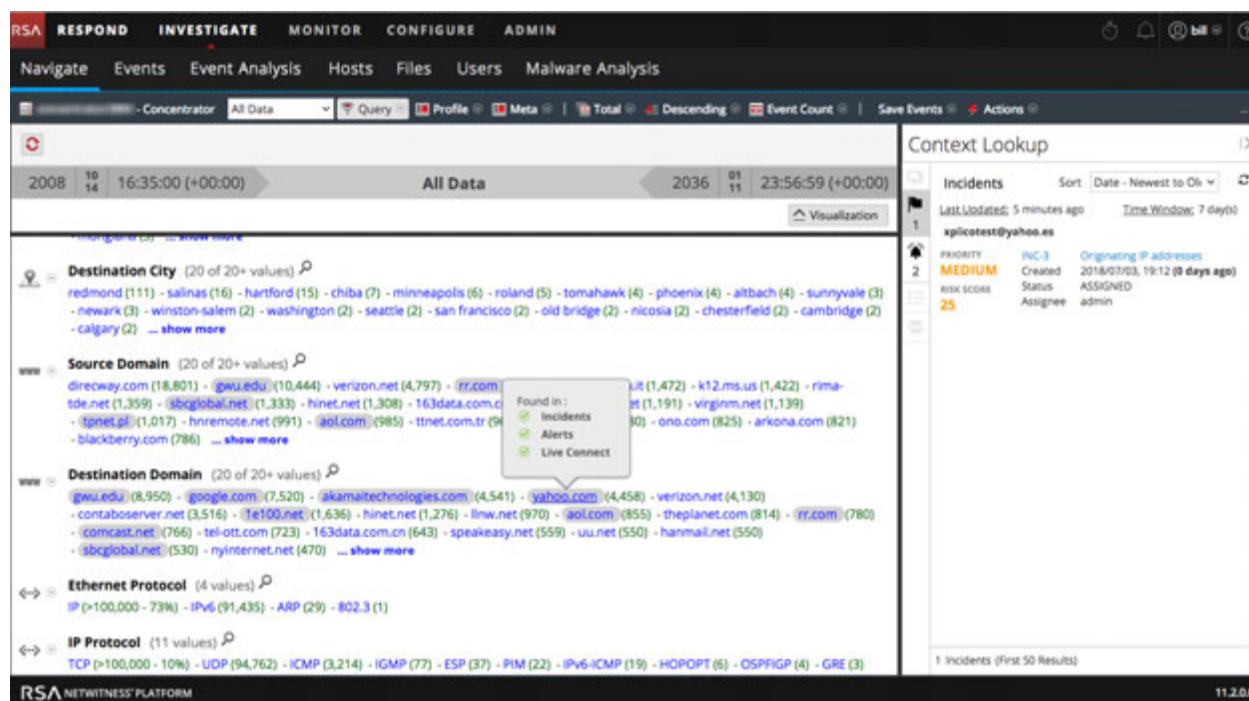 RSA RESPOND INVESTIGATE MONITOR CONFIGURE ADMIN bill
Navigate Events Event Analysis Hosts Files Users Malware Analysis
- Concentrator All Data Query Profile Meta | Total Descending Event Count | Save Events Actions
2008 10 14 16:35:00 (+00:00) All Data 2036 01 11 23:56:59 (+00:00)
Visualization
... show more
Destination City (20 of 20+ values)
redmond (111) - salinas (16) - hartford (15) - chiba (7) - minneapolis (6) - roland (5) - tomahawk (4) - phoenix (4) - altbach (4) - sunnyvale (3)
- newark (3) - winston-salem (2) - washington (2) - seattle (2) - san francisco (2) - old bridge (2) - nicosia (2) - chesterfield (2) - cambridge (2)
- calgary (2) ... show more
Source Domain (20 of 20+ values)
direcway.com (18,801) - gwu.edu (10,444) - verizon.net (4,797) - rr.com .it (1,472) - k12.ms.us (1,422) - rima-
tde.net (1,359) - sbcglobal.net (1,333) - hinet.net (1,308) - 163data.com.c et (1,191) - virginm.net (1,139)
- tpnet.pl (1,017) - hnremote.net (991) - aol.com (985) - ttnet.com.tr - ono.com (825) - arkona.com (821)
- blackberry.com (786) ... show more
Found in :
Incidents
Alerts
Live Connect
Destination Domain (20 of 20+ values)
gwu.edu (8,950) - google.com (7,520) - akamaitechnologies.com (4,541) - yahoo.com (4,458) - verizon.net (4,130)
- contaboserver.net (3,516) - 1e100.net (1,636) - hinet.net (1,276) - llnw.net (970) - aol.com (855) - theplanet.com (814) - rr.com (780)
- comcast.net (766) - tel-ott.com (723) - 163data.com.cn (643) - speakeasy.net (559) - uu.net (550) - hanmail.net (550)
- sbcglobal.net (530) - nyinternet.net (470) ... show more
Ethernet Protocol (4 values)
IP (>100,000 - 73%) - IPv6 (91,435) - ARP (29) - 802.3 (1)
IP Protocol (11 values)
TCP (>100,000 - 10%) - UDP (94,762) - ICMP (3,214) - IGMP (77) - ESP (37) - PIM (22) - IPv6-ICMP (19) - HOPOPT (6) - OSPFIGP (4) - GRE (3)
Context Lookup
Incidents Sort Date - Newest to Ol
Last Updated: 5 minutes ago Time Window: 7 day(s)
1
xplicotest@yahoo.es
2
PRIORITY INC-3 Originating IP addresses
MEDIUM Created 2018/07/03, 19:12 (0 days ago)
RISK SCORE Status ASSIGNED
25 Assignee admin
1 Incidents (First 50 Results)
RSA NETWITNESS® PLATFORM 11.2.0.